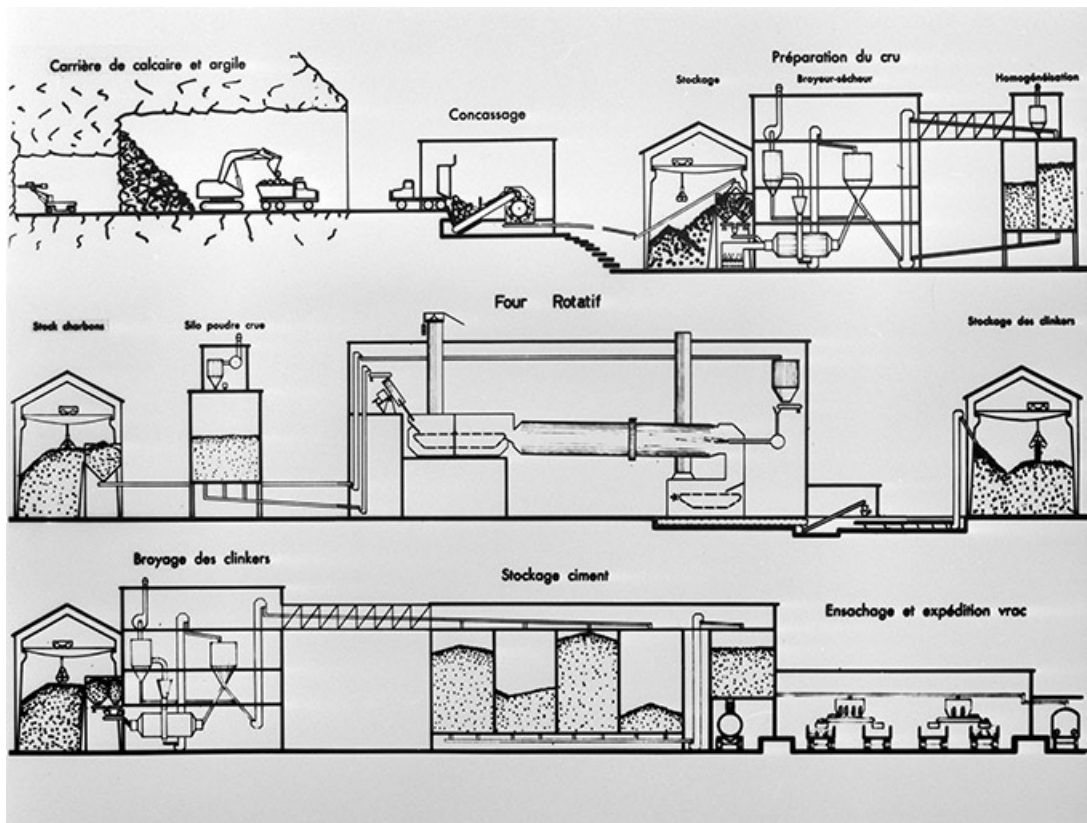 Carrière de calcaire et argile
Concassage
Préparation du cru
Stockage
Broyeur-sécheur
Homogénéisation
Four Rotatif
Stock charbons
Silo poudre crue
Stockage des clinkers
Broyage des clinkers
Stockage ciment
Ensachage et expédition vrac